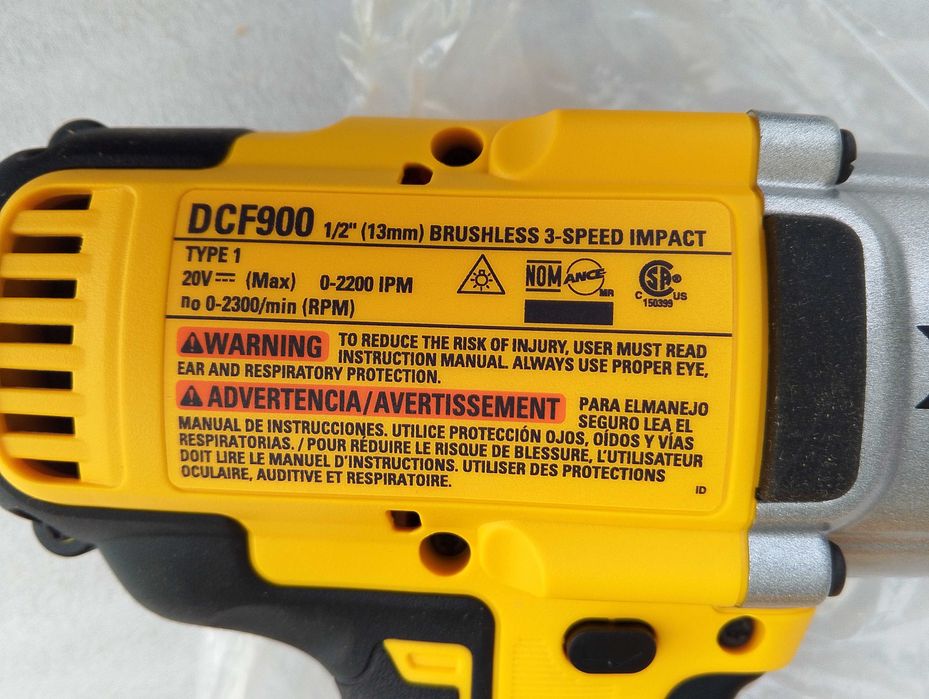 DCF900 1/2" (13mm) BRUSHLESS 3-SPEED IMPACT
TYPE 1
20V⎓ (Max) 0-2200 IPM
no 0-2300/min (RPM)
NOM ANCE MR
CSA ® C US 150399
⚠WARNING TO REDUCE THE RISK OF INJURY, USER MUST READ
INSTRUCTION MANUAL. ALWAYS USE PROPER EYE,
EAR AND RESPIRATORY PROTECTION.
⚠ADVERTENCIA/AVERTISSEMENT PARA ELMANEJO
SEGURO LEA EL
MANUAL DE INSTRUCCIONES. UTILICE PROTECCIÓN OJOS, OÍDOS Y VÍAS
RESPIRATORIAS. / POUR RÉDUIRE LE RISQUE DE BLESSURE, L'UTILISATEUR
DOIT LIRE LE MANUEL D'INSTRUCTIONS. UTILISER DES PROTECTIONS
OCULAIRE, AUDITIVE ET RESPIRATOIRE.
ID